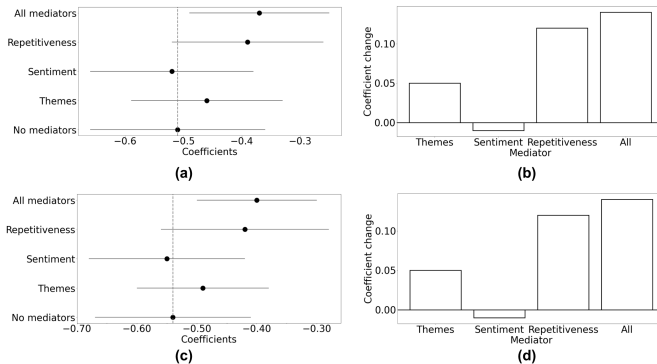 All mediators
Repetitiveness
Sentiment
Themes
No mediators
−0.6 −0.5 −0.4 −0.3
Coefficients
(a)
Coefficient change
0.10
0.05
0.00
Themes Sentiment Repetitiveness All
Mediator
(b)
All mediators
Repetitiveness
Sentiment
Themes
No mediators
−0.70 −0.60 −0.50 −0.40 −0.30
Coefficients
(c)
Coefficient change
0.10
0.05
0.00
Themes Sentiment Repetitiveness All
Mediator
(d)